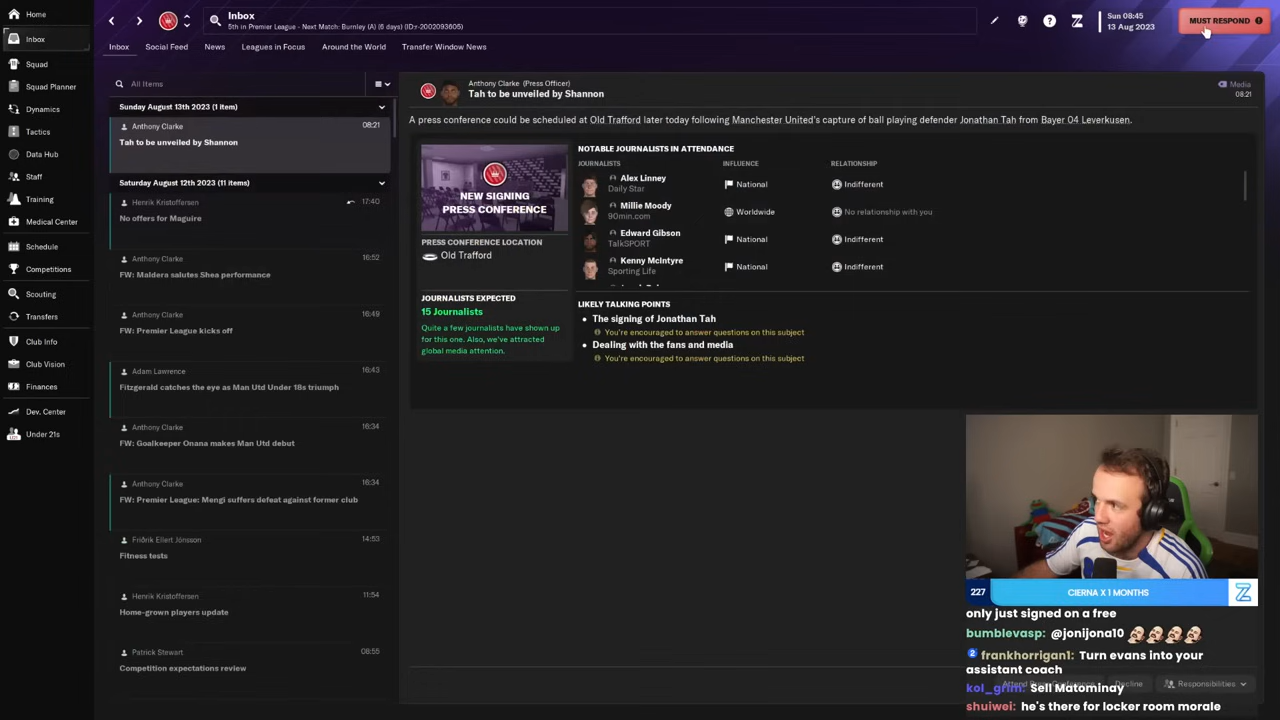 Home
Inbox
Squad
Squad Planner
Dynamics
Tactics
Data Hub
Staff
Training
Medical Center
Schedule
Competitions
Scouting
Transfers
Club Info
Club Vision
Finances
Dev. Center
Under 21s
Inbox
5th in Premier League - Next Match: Burnley (A) (6 days) (ID:r-2002093605)
Sun 08:45
13 Aug 2023
MUST RESPOND
Inbox
Social Feed
News
Leagues in Focus
Around the World
Transfer Window News
All Items
Sunday August 13th 2023 (1 item)
Anthony Clarke 08:21
Tah to be unveiled by Shannon
Saturday August 12th 2023 (11 items)
Henrik Kristoffersen 17:40
No offers for Maguire
Anthony Clarke 16:52
FW: Maldera salutes Shea performance
Anthony Clarke 16:49
FW: Premier League kicks off
Adam Lawrence 16:43
Fitzgerald catches the eye as Man Utd Under 18s triumph
Anthony Clarke 16:34
FW: Goalkeeper Onana makes Man Utd debut
Anthony Clarke 16:34
FW: Premier League: Mengi suffers defeat against former club
Friðrik Ellert Jónsson 14:53
Fitness tests
Henrik Kristoffersen 11:54
Home-grown players update
Patrick Stewart 08:55
Competition expectations review
Anthony Clarke (Press Officer)
Tah to be unveiled by Shannon
Media
08:21
A press conference could be scheduled at Old Trafford later today following Manchester United's capture of ball playing defender Jonathan Tah from Bayer 04 Leverkusen.
NEW SIGNING
PRESS CONFERENCE
PRESS CONFERENCE LOCATION
Old Trafford
JOURNALISTS EXPECTED
15 Journalists
Quite a few journalists have shown up
for this one. Also, we've attracted
global media attention.
NOTABLE JOURNALISTS IN ATTENDANCE
JOURNALISTS INFLUENCE RELATIONSHIP
Alex Linney
Daily Star
National
Indifferent
Millie Moody
90min.com
Worldwide
No relationship with you
Edward Gibson
TalkSPORT
National
Indifferent
Kenny McIntyre
Sporting Life
National
Indifferent
LIKELY TALKING POINTS
The signing of Jonathan Tah
You're encouraged to answer questions on this subject
Dealing with the fans and media
You're encouraged to answer questions on this subject
227 CIERNA X 1 MONTHS
only just signed on a free
bumblevasp: @jonijona10
2 frankhorrigan1: Turn evans into your
assistant coach
Attend Press Conference
Decline
Responsibilities
kol_grim: Sell Matominay
shuiwei: he's there for locker room morale